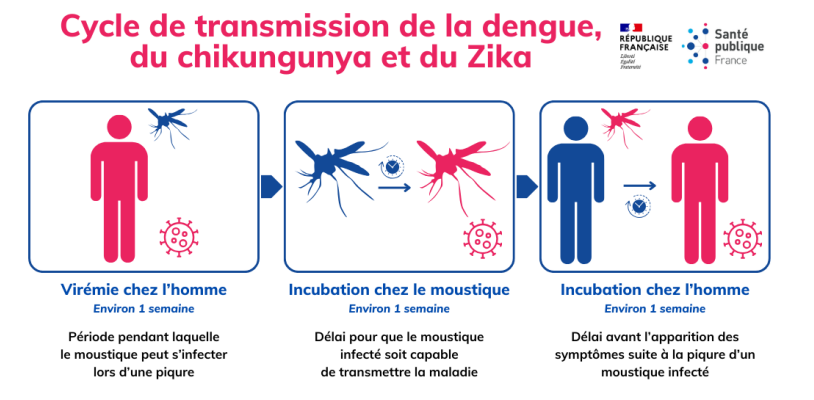 Cycle de transmission de la dengue,
du chikungunya et du Zika
RÉPUBLIQUE
FRANÇAISE
Liberté
Égalité
Fraternité
Santé
publique
France
Virémie chez l’homme
Environ 1 semaine
Période pendant laquelle
le moustique peut s’infecter
lors d’une piqure
Incubation chez le moustique
Environ 1 semaine
Délai pour que le moustique
infecté soit capable
de transmettre la maladie
Incubation chez l’homme
Environ 1 semaine
Délai avant l’apparition des
symptômes suite à la piqure d’un
moustique infecté